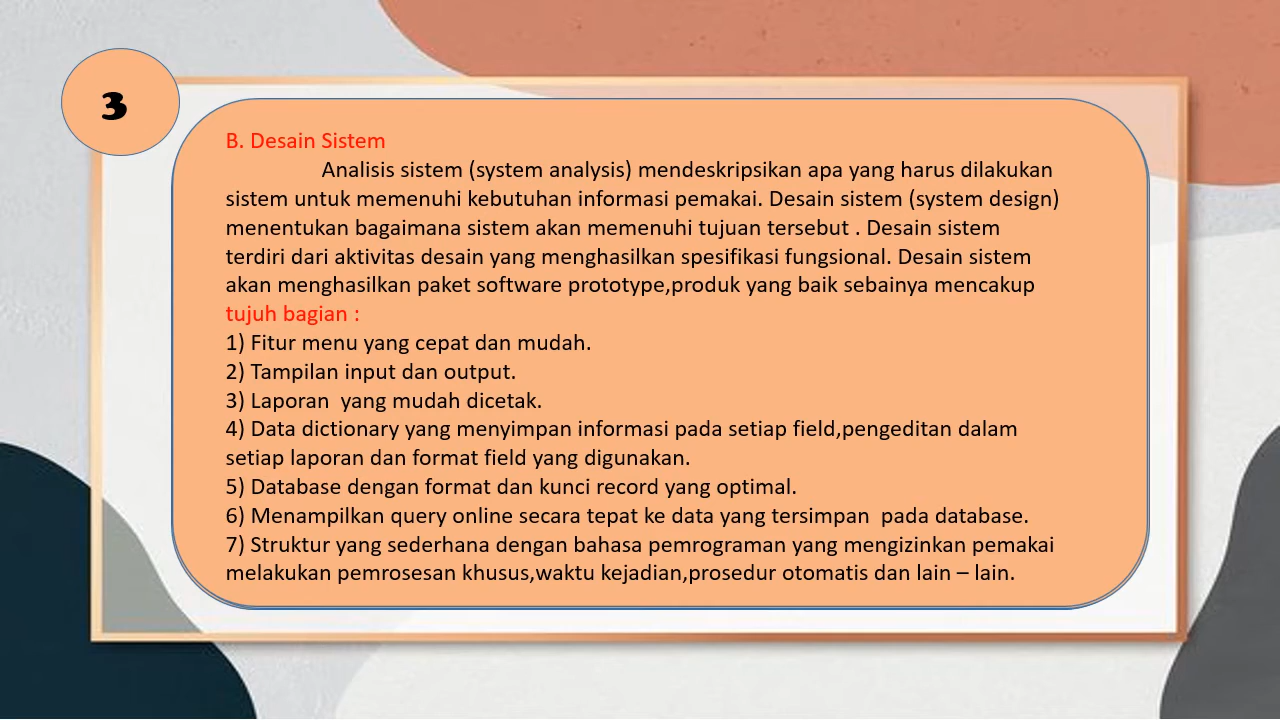 3
B. Desain Sistem
Analisis sistem (system analysis) mendeskripsikan apa yang harus dilakukan
sistem untuk memenuhi kebutuhan informasi pemakai. Desain sistem (system design)
menentukan bagaimana sistem akan memenuhi tujuan tersebut . Desain sistem
terdiri dari aktivitas desain yang menghasilkan spesifikasi fungsional. Desain sistem
akan menghasilkan paket software prototype,produk yang baik sebainya mencakup
tujuh bagian :
1) Fitur menu yang cepat dan mudah.
2) Tampilan input dan output.
3) Laporan  yang mudah dicetak.
4) Data dictionary yang menyimpan informasi pada setiap field,pengeditan dalam
setiap laporan dan format field yang digunakan.
5) Database dengan format dan kunci record yang optimal.
6) Menampilkan query online secara tepat ke data yang tersimpan  pada database.
7) Struktur yang sederhana dengan bahasa pemrograman yang mengizinkan pemakai
melakukan pemrosesan khusus,waktu kejadian,prosedur otomatis dan lain – lain.